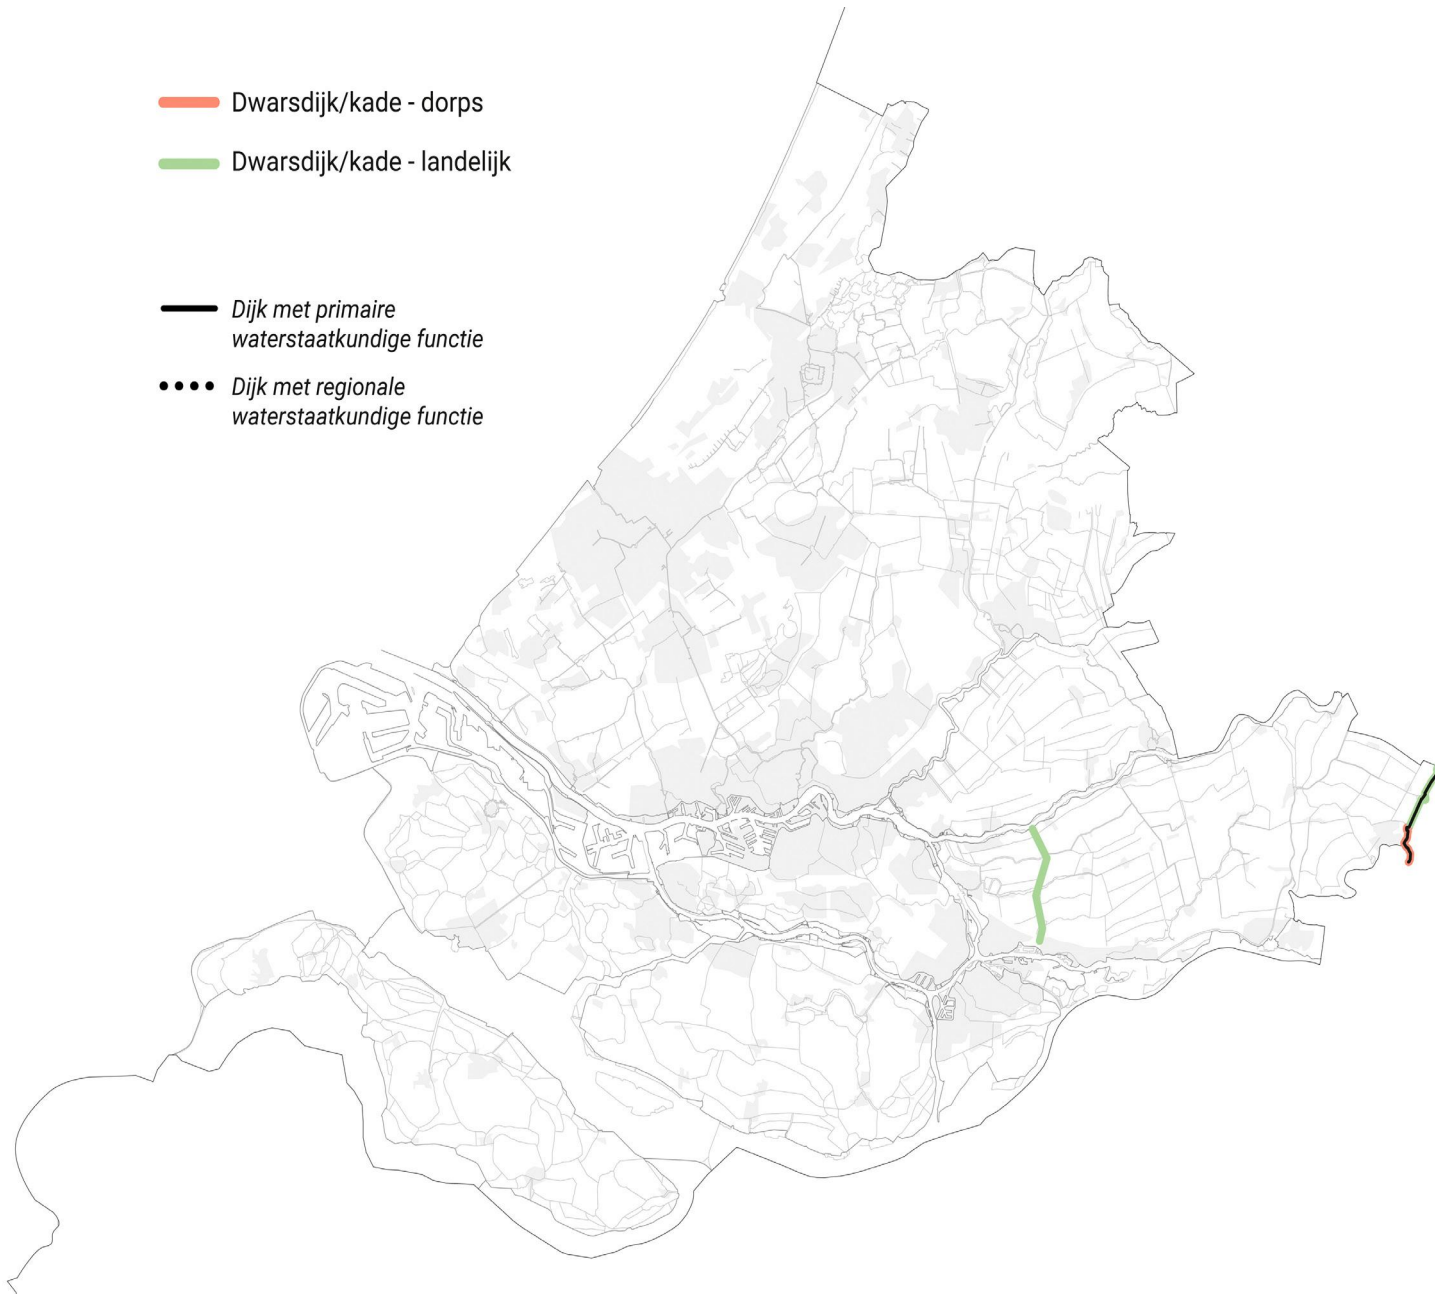 Dwarsdijk/kade - dorps
Dwarsdijk/kade - landelijk
Dijk met primaire
waterstaatkundige functie
Dijk met regionale
waterstaatkundige functie